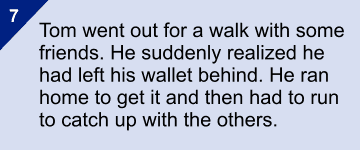 7
Tom went out for a walk with some
friends. He suddenly realized he
had left his wallet behind. He ran
home to get it and then had to run
to catch up with the others.